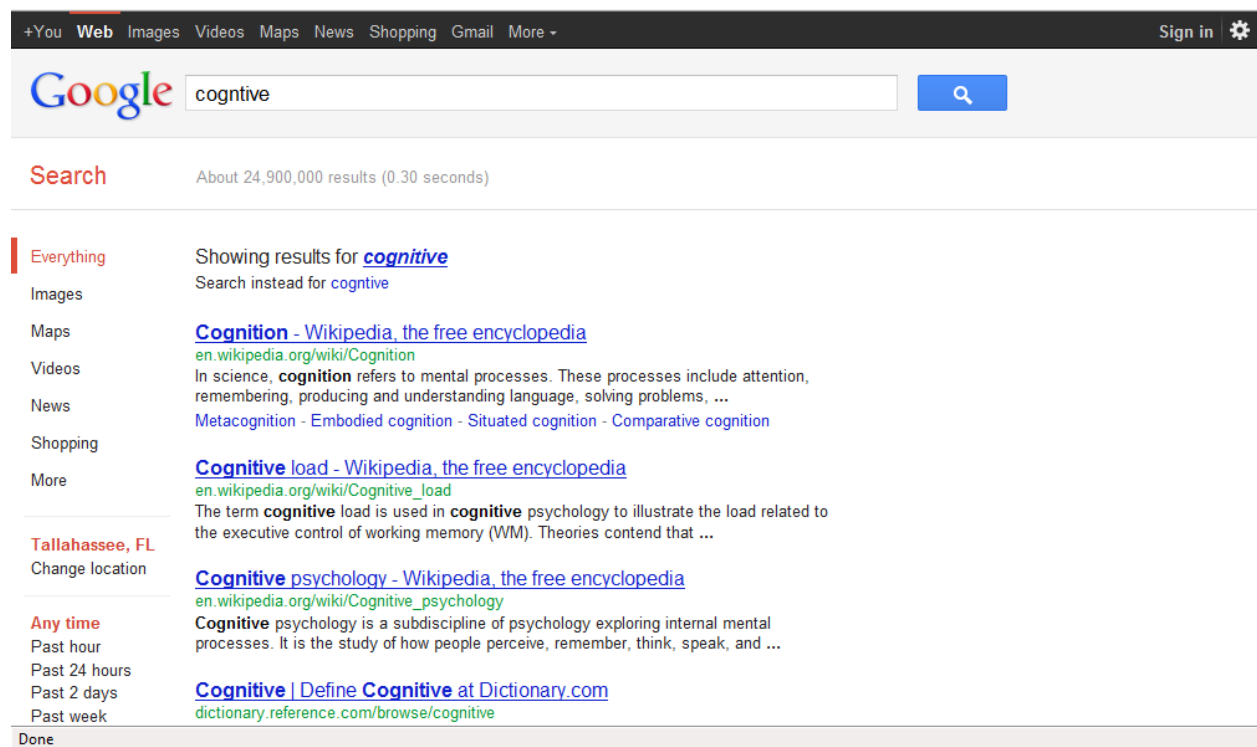 +You Web Images Videos Maps News Shopping Gmail More Sign in
Google cogntive
Search About 24,900,000 results (0.30 seconds)
Everything
Images
Maps
Videos
News
Shopping
More
Tallahassee, FL
Change location
Any time
Past hour
Past 24 hours
Past 2 days
Past week
Showing results for cognitive
Search instead for cogntive
Cognition - Wikipedia, the free encyclopedia
en.wikipedia.org/wiki/Cognition
In science, cognition refers to mental processes. These processes include attention,
remembering, producing and understanding language, solving problems, ...
Metacognition - Embodied cognition - Situated cognition - Comparative cognition
Cognitive load - Wikipedia, the free encyclopedia
en.wikipedia.org/wiki/Cognitive_load
The term cognitive load is used in cognitive psychology to illustrate the load related to
the executive control of working memory (WM). Theories contend that ...
Cognitive psychology - Wikipedia, the free encyclopedia
en.wikipedia.org/wiki/Cognitive_psychology
Cognitive psychology is a subdiscipline of psychology exploring internal mental
processes. It is the study of how people perceive, remember, think, speak, and ...
Cognitive | Define Cognitive at Dictionary.com
dictionary.reference.com/browse/cognitive
Done